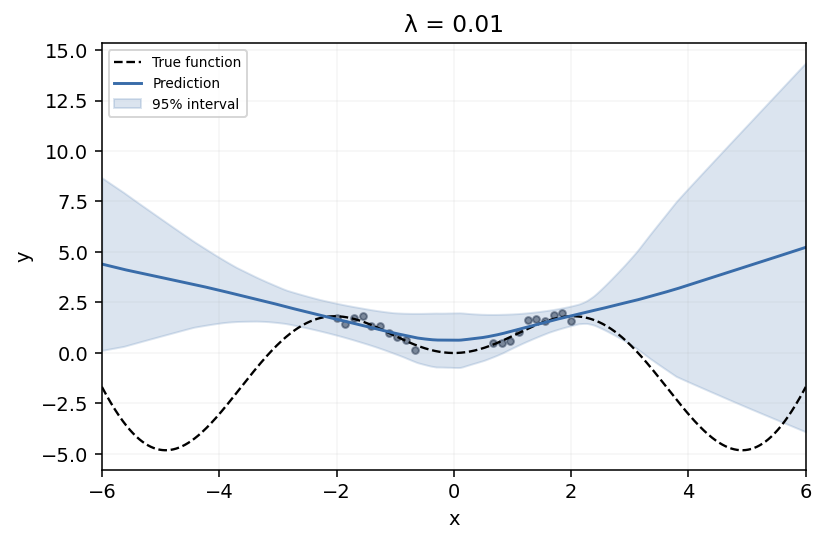 λ = 0.01
True function
Prediction
95% interval
15.0
12.5
10.0
7.5
5.0
2.5
0.0
−2.5
−5.0
y
−6 −4 −2 0 2 4 6
x